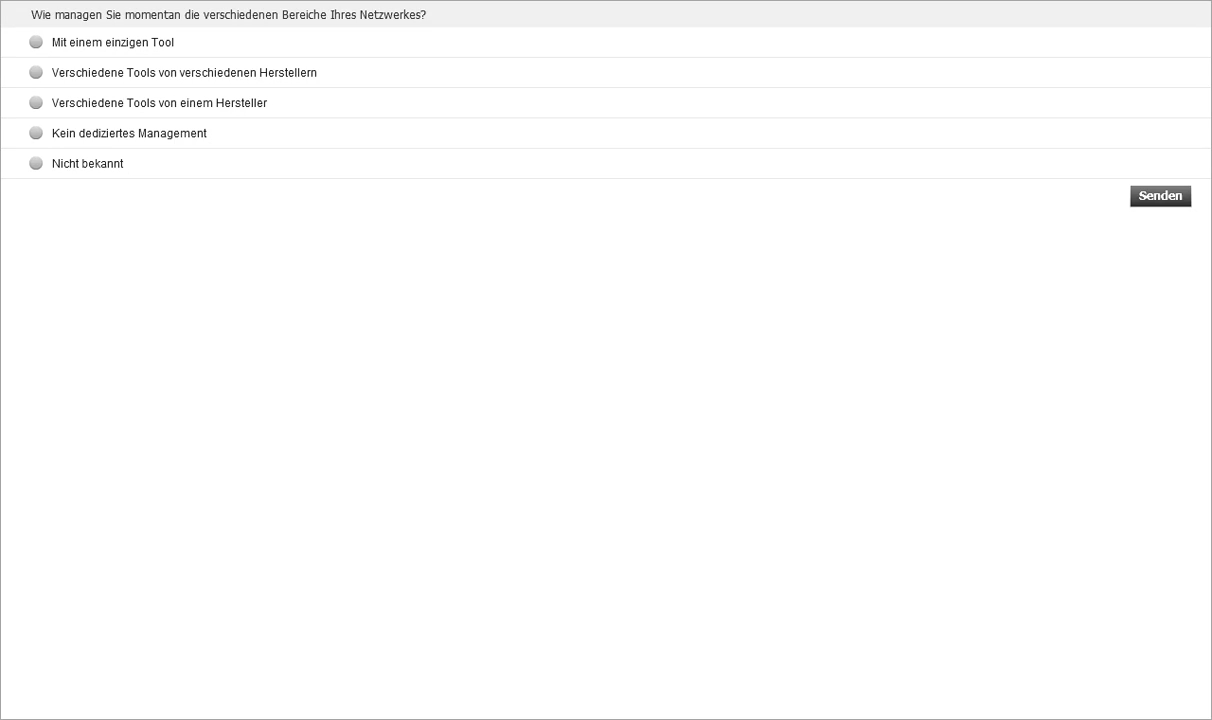 Wie managen Sie momentan die verschiedenen Bereiche Ihres Netzwerkes?
Mit einem einzigen Tool
Verschiedene Tools von verschiedenen Herstellern
Verschiedene Tools von einem Hersteller
Kein dediziertes Management
Nicht bekannt
Senden